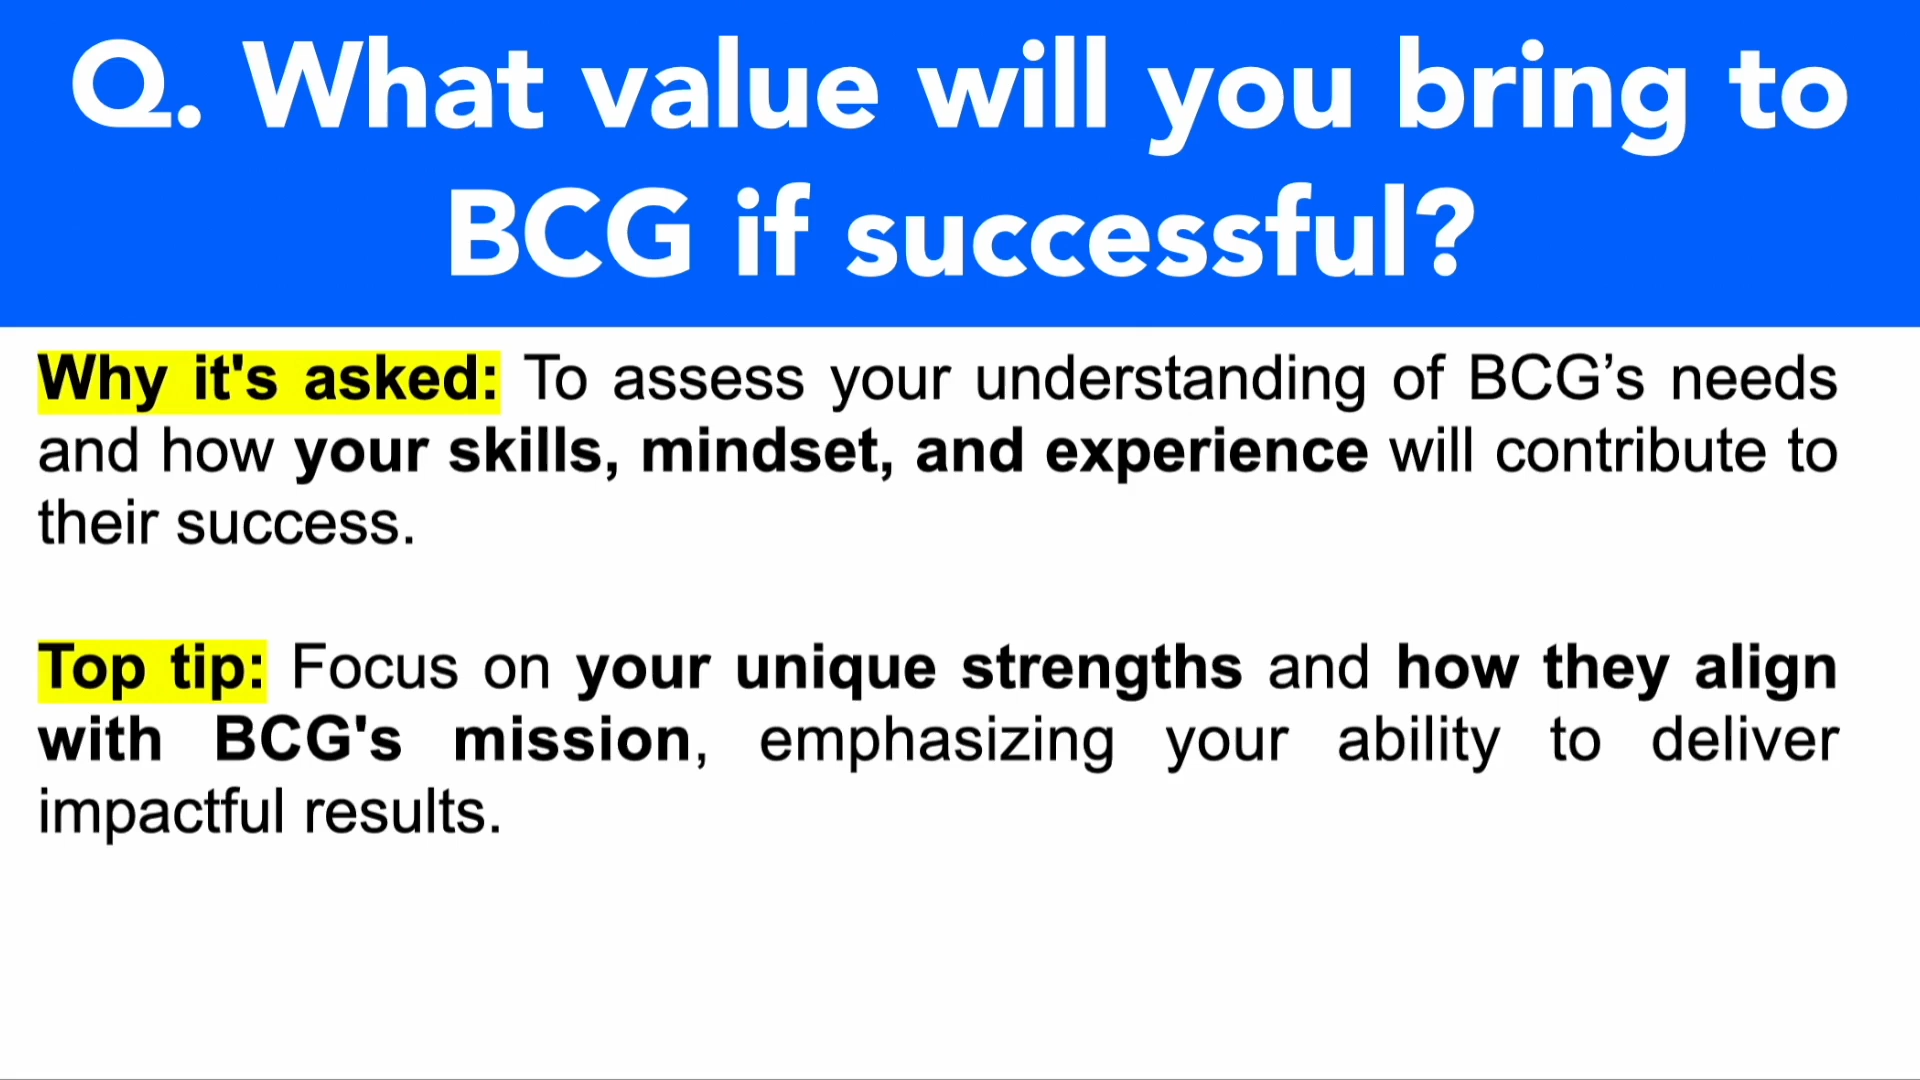 Q. What value will you bring to
BCG if successful?
Why it's asked: To assess your understanding of BCG’s needs
and how your skills, mindset, and experience will contribute to
their success.
Top tip: Focus on your unique strengths and how they align
with BCG's mission, emphasizing your ability to deliver
impactful results.